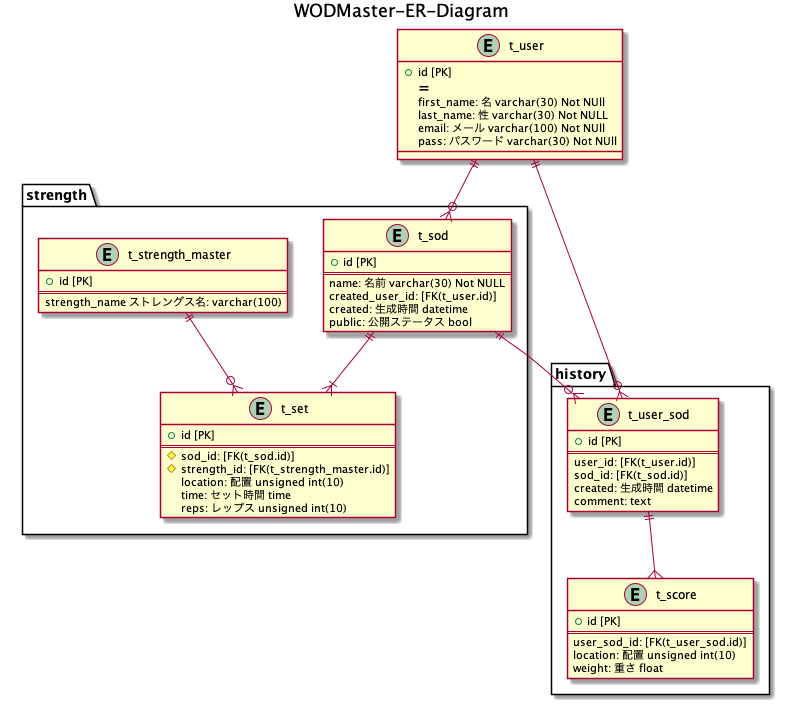 WODMaster-ER-Diagram
E t_user
id [PK]
=
first_name: 名 varchar(30) Not NUll
last_name: 性 varchar(30) Not NULL
email: メール varchar(100) Not NUll
pass: パスワード varchar(30) Not NUll
strength
E t_strength_master
id [PK]
strength_name ストレングス名: varchar(100)
E t_sod
id [PK]
name: 名前 varchar(30) Not NULL
created_user_id: [FK(t_user.id)]
created: 生成時間 datetime
public: 公開ステータス bool
E t_set
id [PK]
sod_id: [FK(t_sod.id)]
strength_id: [FK(t_strength_master.id)]
location: 配置 unsigned int(10)
time: セット時間 time
reps: レップス unsigned int(10)
history
E t_user_sod
id [PK]
user_id: [FK(t_user.id)]
sod_id: [FK(t_sod.id)]
created: 生成時間 datetime
comment: text
E t_score
id [PK]
user_sod_id: [FK(t_user_sod.id)]
location: 配置 unsigned int(10)
weight: 重さ float